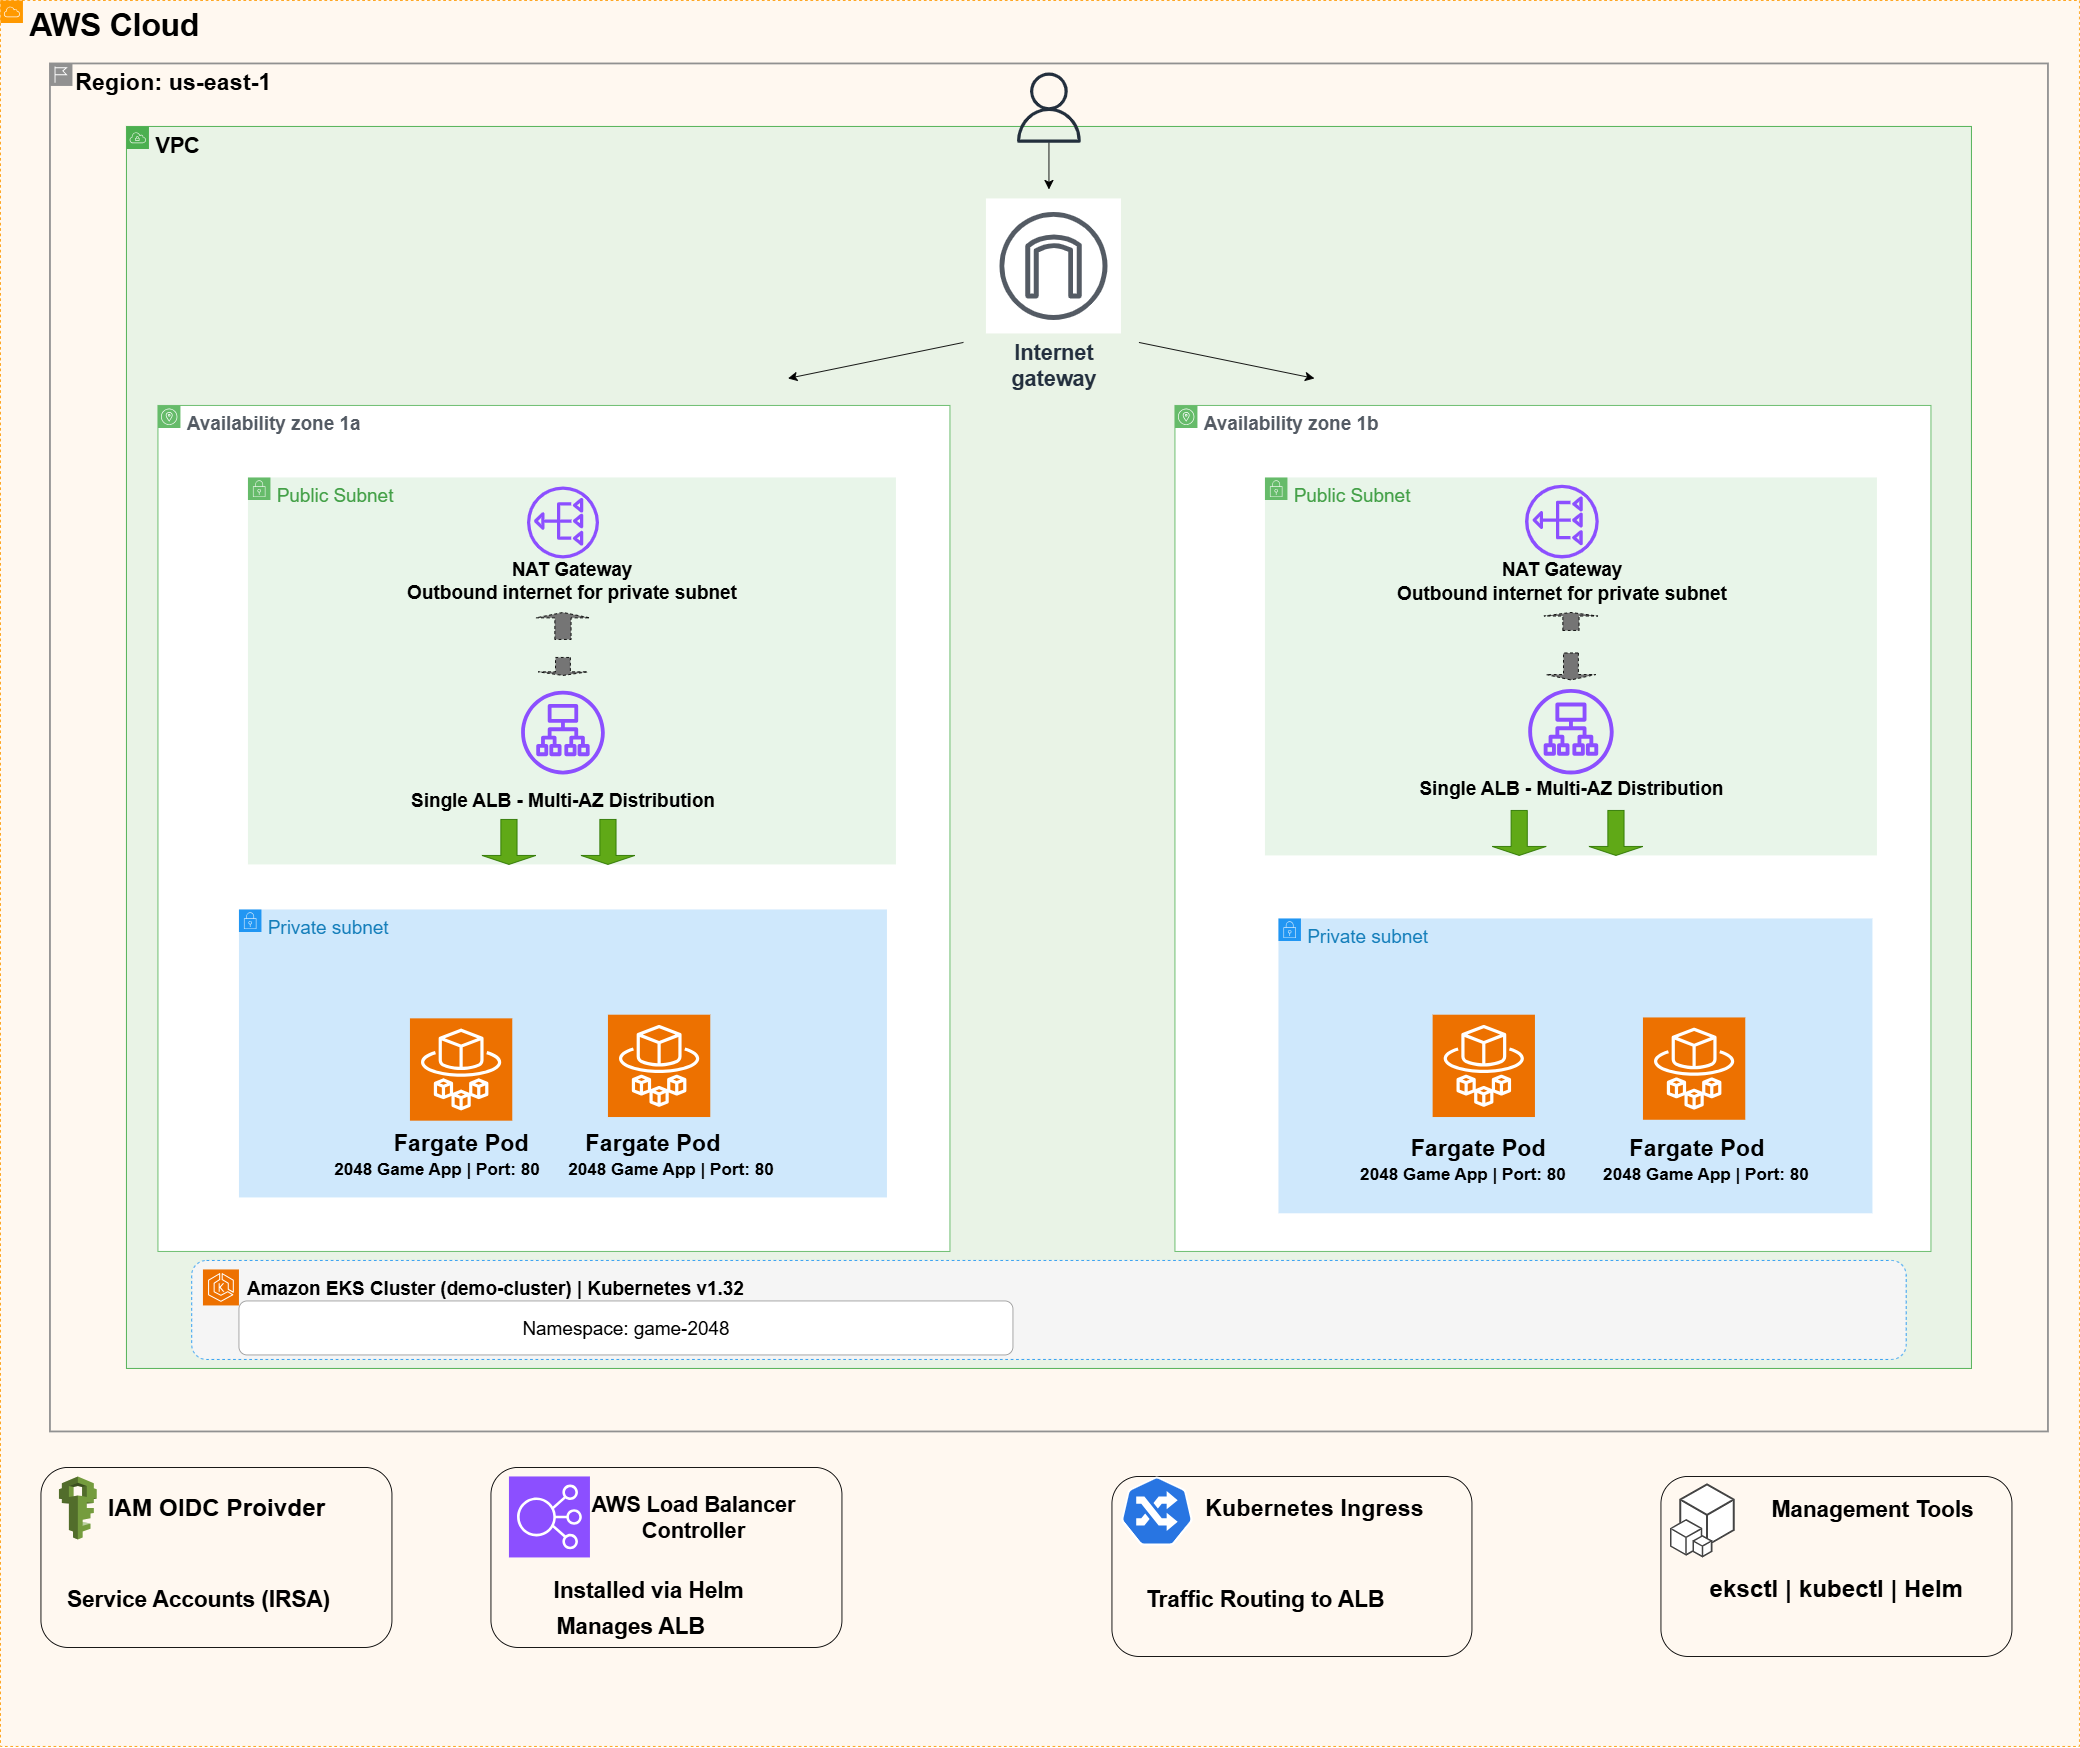 AWS Cloud
Region: us-east-1
VPC
Internet
gateway
Availability zone 1a
Public Subnet
NAT Gateway
Outbound internet for private subnet
Single ALB - Multi-AZ Distribution
Private subnet
Fargate Pod
2048 Game App | Port: 80
Fargate Pod
2048 Game App | Port: 80
Availability zone 1b
Public Subnet
NAT Gateway
Outbound internet for private subnet
Single ALB - Multi-AZ Distribution
Private subnet
Fargate Pod
2048 Game App | Port: 80
Fargate Pod
2048 Game App | Port: 80
Amazon EKS Cluster (demo-cluster) | Kubernetes v1.32
Namespace: game-2048
IAM OIDC Proivder
Service Accounts (IRSA)
AWS Load Balancer
Controller
Installed via Helm
Manages ALB
Kubernetes Ingress
Traffic Routing to ALB
Management Tools
eksctl | kubectl | Helm